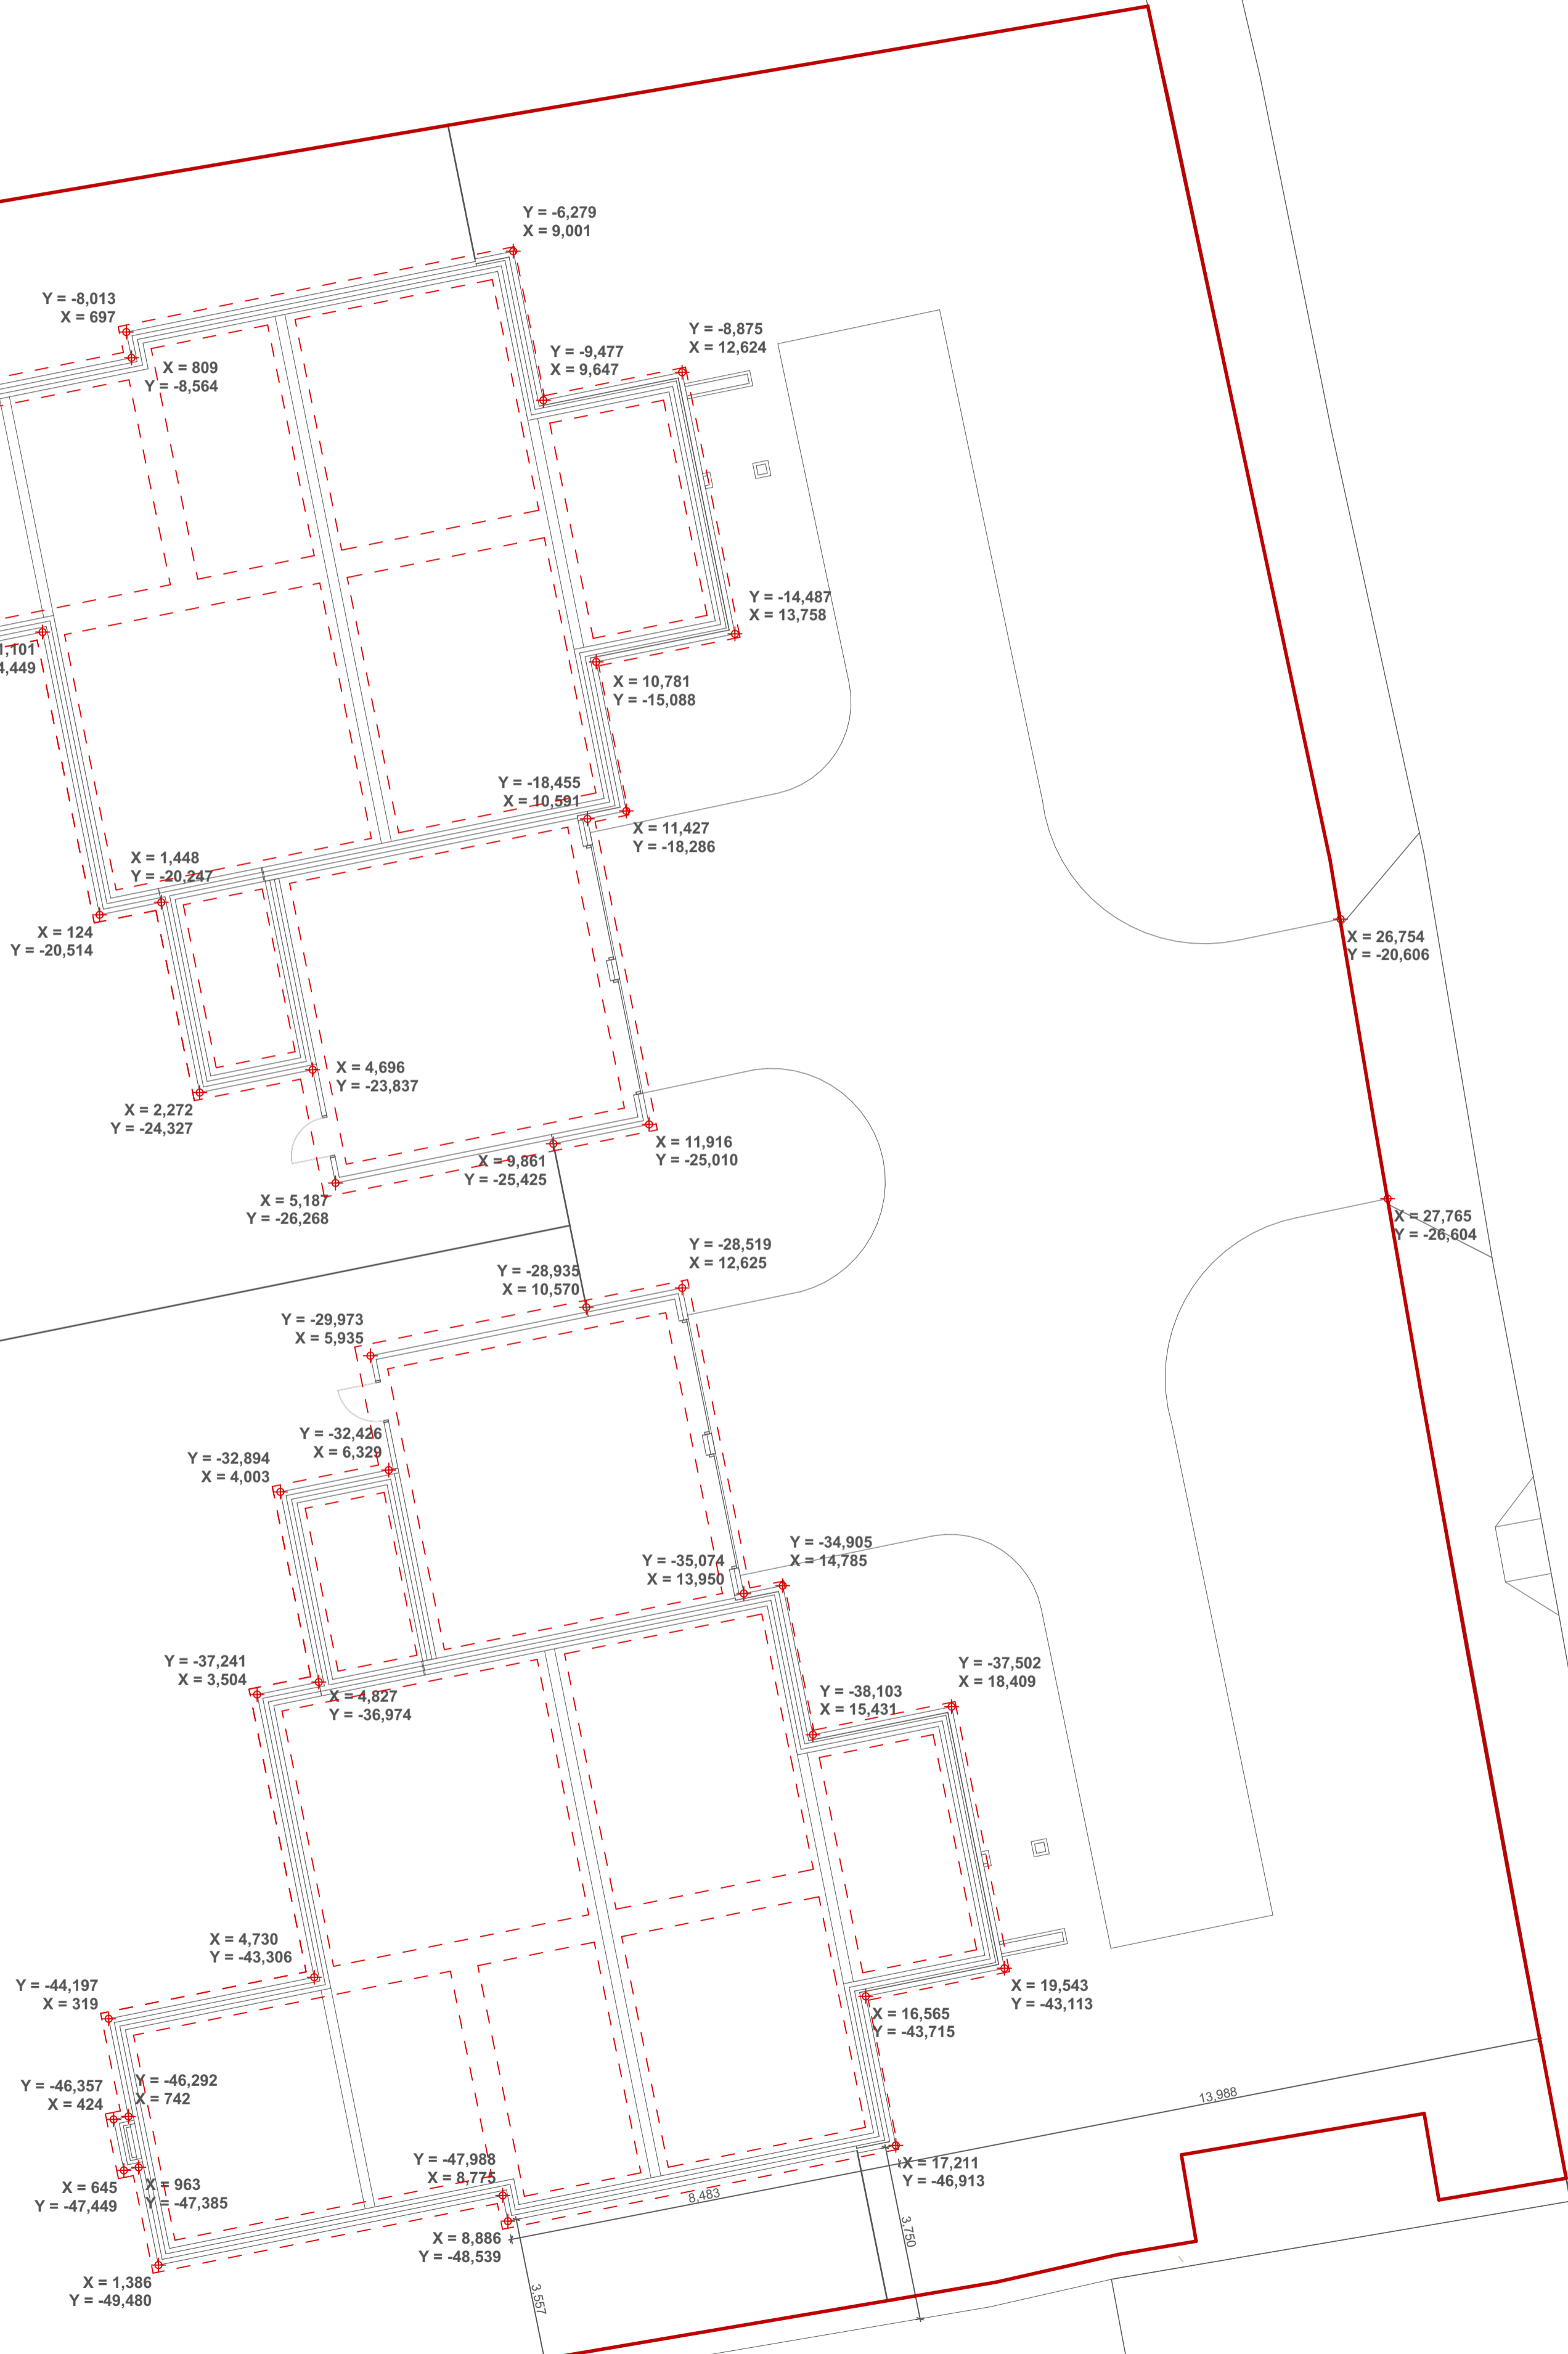 Y = -6,279
X = 9,001
Y = -8,013
X = 697
X = 809
Y = -8,564
Y = -9,477
X = 9,647
Y = -8,875
X = 12,624
Y = -14,487
X = 13,758
1,101
4,449
X = 10,781
Y = -15,088
Y = -18,455
X = 10,591
X = 11,427
Y = -18,286
X = 1,448
Y = -20,247
X = 124
Y = -20,514
X = 26,754
Y = -20,606
X = 4,696
Y = -23,837
X = 2,272
Y = -24,327
X = 11,916
Y = -25,010
X = 9,861
Y = -25,425
X = 5,187
Y = -26,268
X = 27,765
Y = -26,604
Y = -28,519
X = 12,625
Y = -28,935
X = 10,570
Y = -29,973
X = 5,935
Y = -32,426
X = 6,329
Y = -32,894
X = 4,003
Y = -34,905
X = 14,785
Y = -35,074
X = 13,950
Y = -37,241
X = 3,504
X = 4,827
Y = -36,974
Y = -37,502
X = 18,409
Y = -38,103
X = 15,431
X = 4,730
Y = -43,306
Y = -44,197
X = 319
X = 19,543
Y = -43,113
X = 16,565
Y = -43,715
Y = -46,292
X = 742
Y = -46,357
X = 424
13,988
Y = -47,988
X = 8,775
X = 17,211
Y = -46,913
X = 645
Y = -47,449
X = 963
Y = -47,385
8,483
3,750
X = 8,886
Y = -48,539
X = 1,386
Y = -49,480
3,557